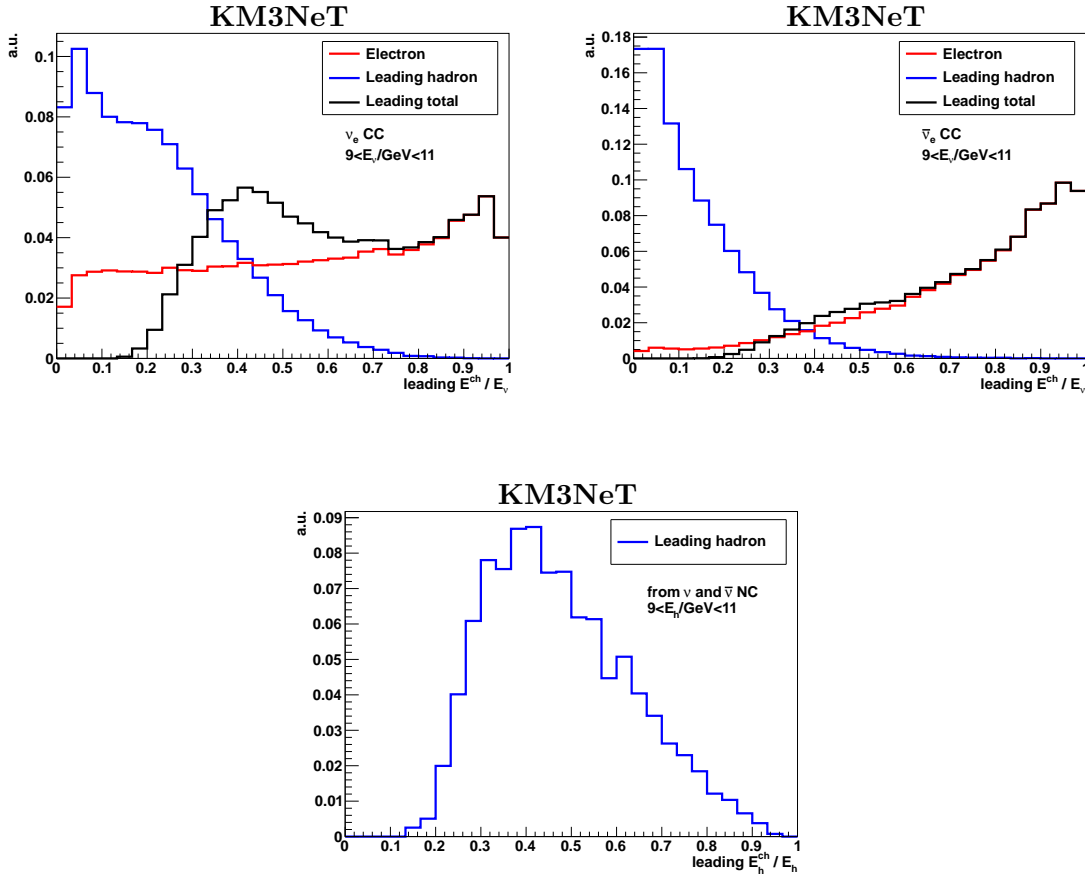 KM3NeT
a.u.
0.1
0.08
0.06
0.04
0.02
0
Electron
Leading hadron
Leading total
νe CC
9<Eν/GeV<11
0 0.1 0.2 0.3 0.4 0.5 0.6 0.7 0.8 0.9 1
leading E^ch / Eν
KM3NeT
a.u.
0.18
0.16
0.14
0.12
0.1
0.08
0.06
0.04
0.02
0
Electron
Leading hadron
Leading total
ν̅e CC
9<Eν/GeV<11
0 0.1 0.2 0.3 0.4 0.5 0.6 0.7 0.8 0.9 1
leading E^ch / Eν
KM3NeT
a.u.
0.09
0.08
0.07
0.06
0.05
0.04
0.03
0.02
0.01
0
Leading hadron
from ν and ν̅ NC
9<Eh/GeV<11
0 0.1 0.2 0.3 0.4 0.5 0.6 0.7 0.8 0.9 1
leading Eh^ch / Eh